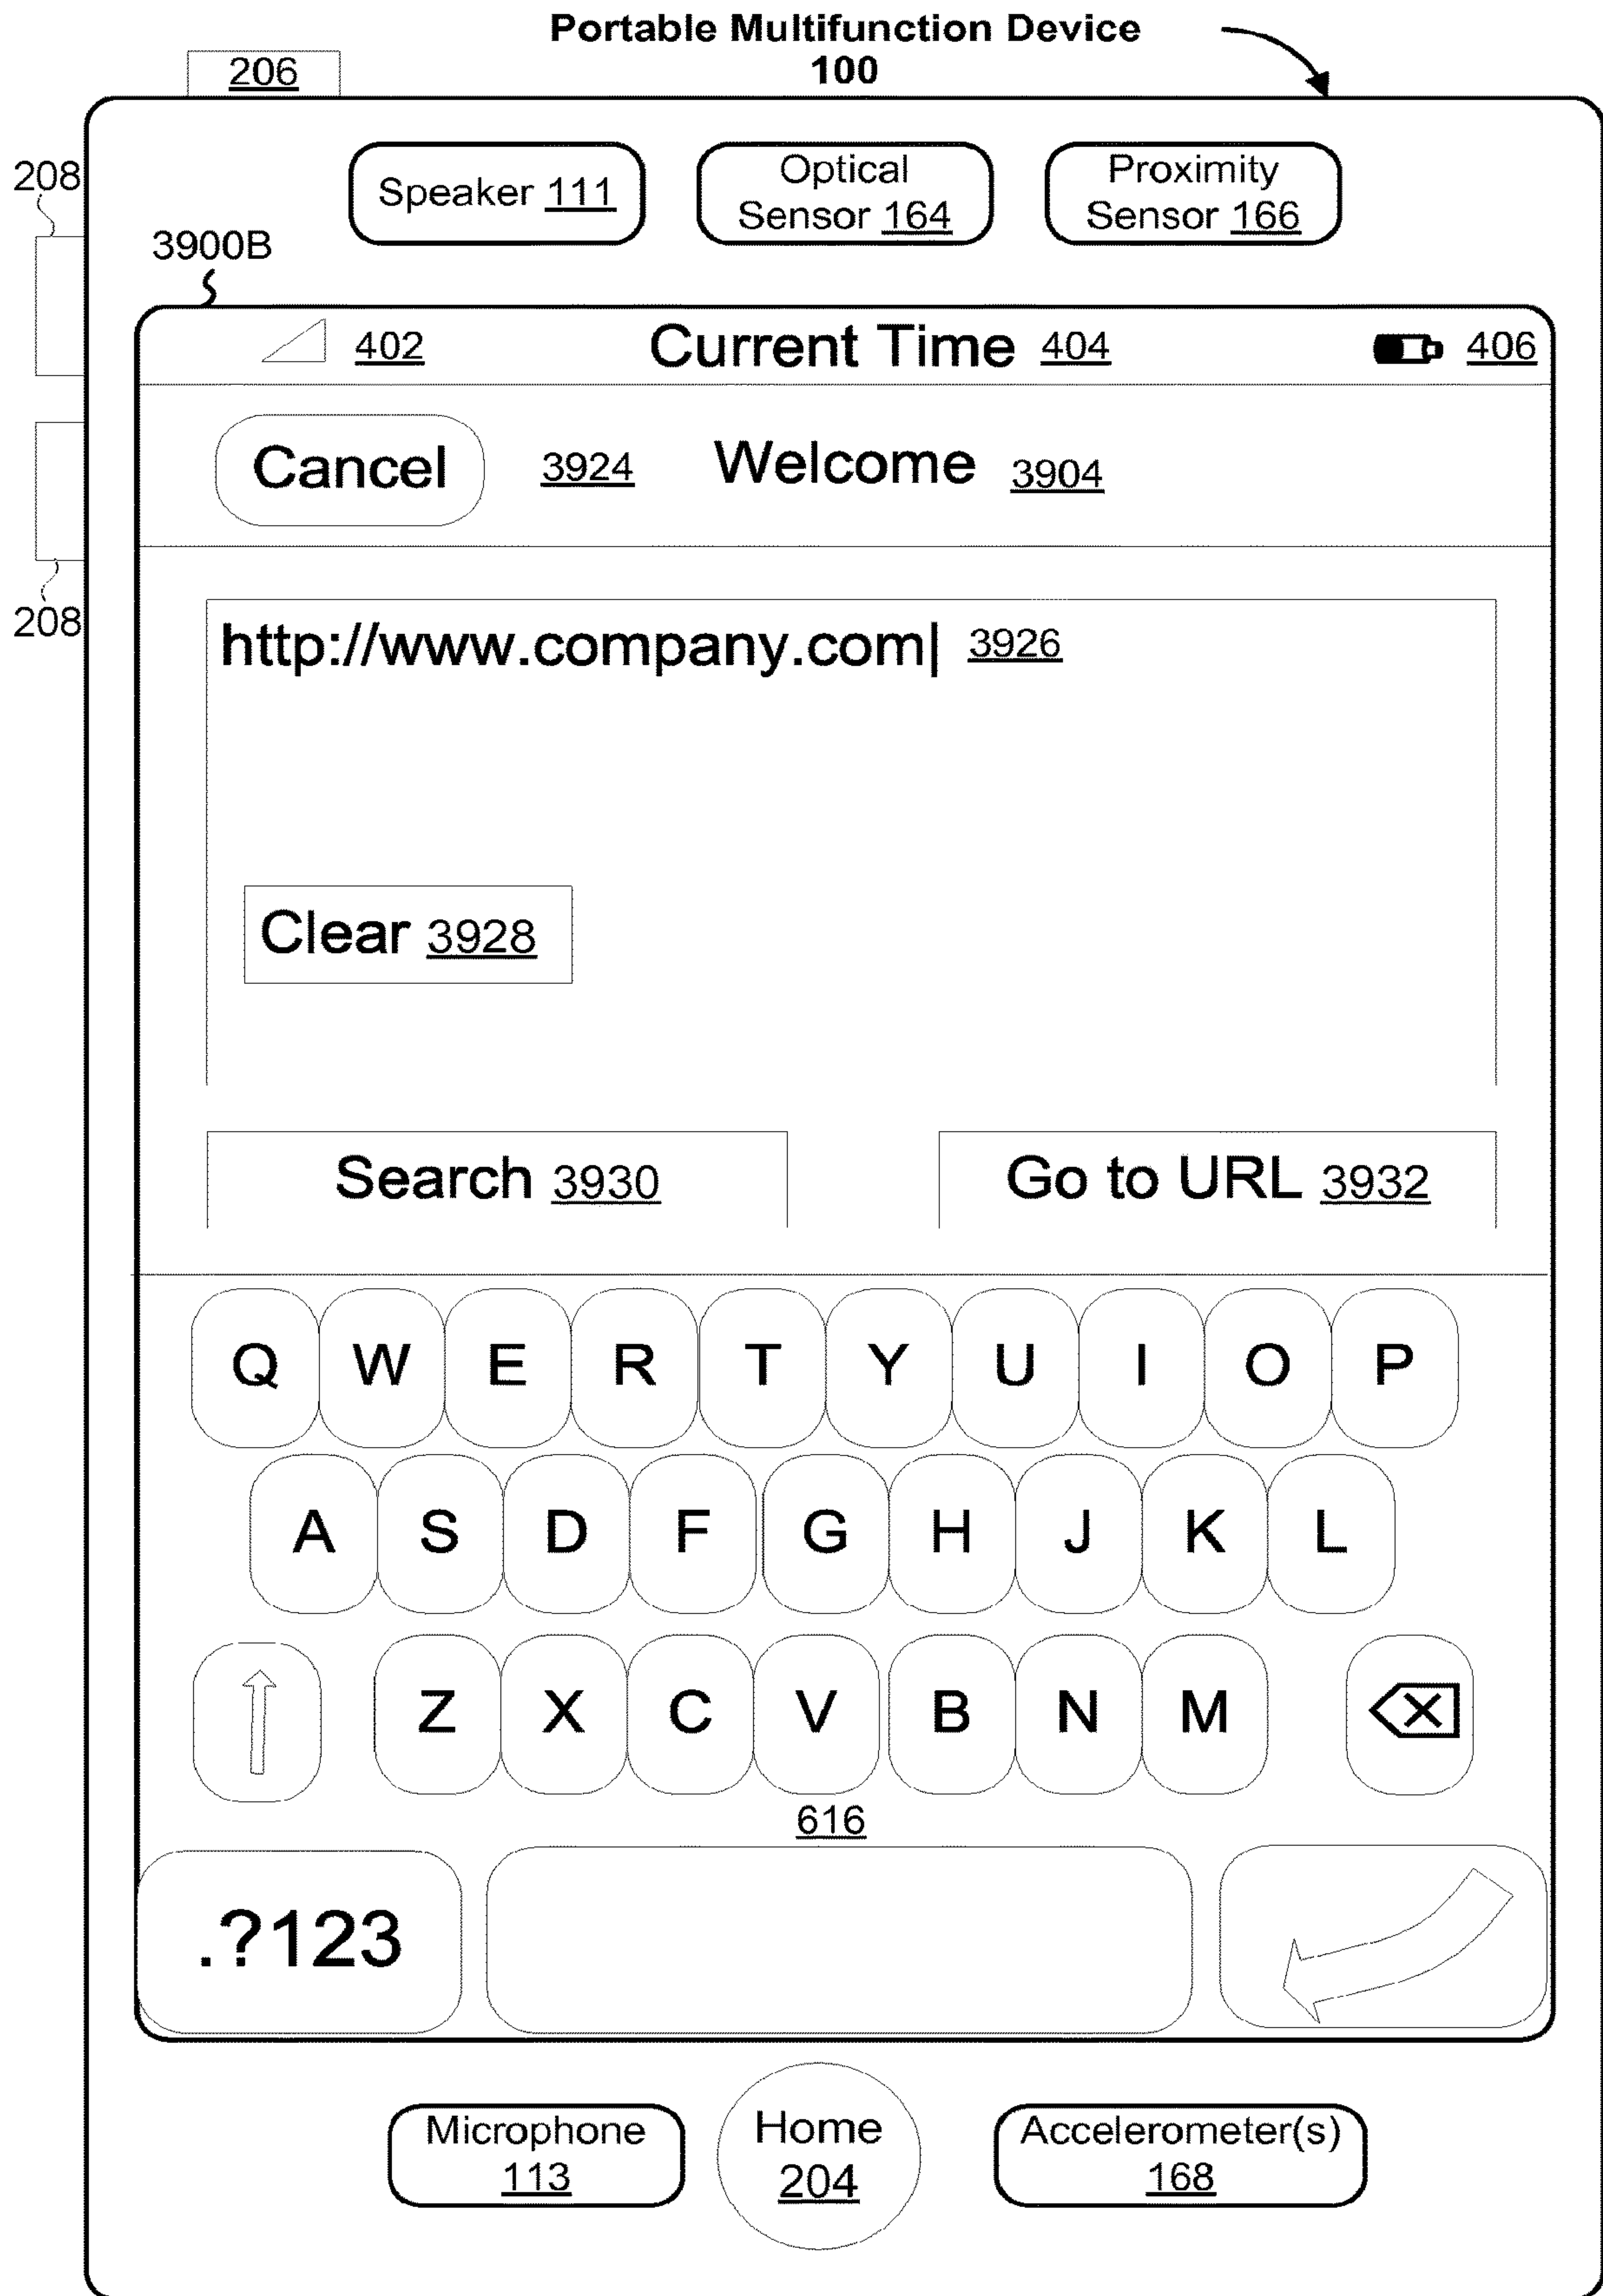 Portable Multifunction Device
100
206
208
Speaker 111
Optical
Sensor 164
Proximity
Sensor 166
3900B
402
Current Time 404
406
Cancel 3924
Welcome 3904
208
http://www.company.com| 3926
Clear 3928
Search 3930
Go to URL 3932
Q W E R T Y U I O P
A S D F G H J K L
Z X C V B N M
616
.?123
Microphone
113
Home
204
Accelerometer(s)
168